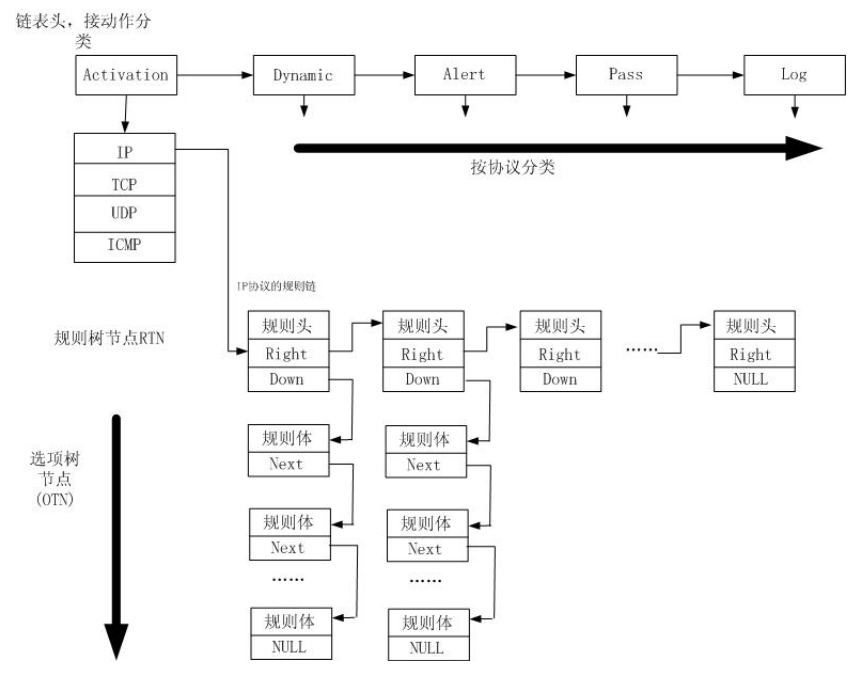 链表头，接动作分
类
Activation
Dynamic
Alert
Pass
Log
IP
TCP
UDP
ICMP
按协议分类
IP协议的规则链
规则树节点RTN
规则头
Right
Down
规则头
Right
Down
规则头
Right
Down
……
规则头
Right
NULL
选项树
节点
(OTN)
规则体
Next
规则体
Next
规则体
Next
规则体
Next
……
……
规则体
NULL
规则体
NULL